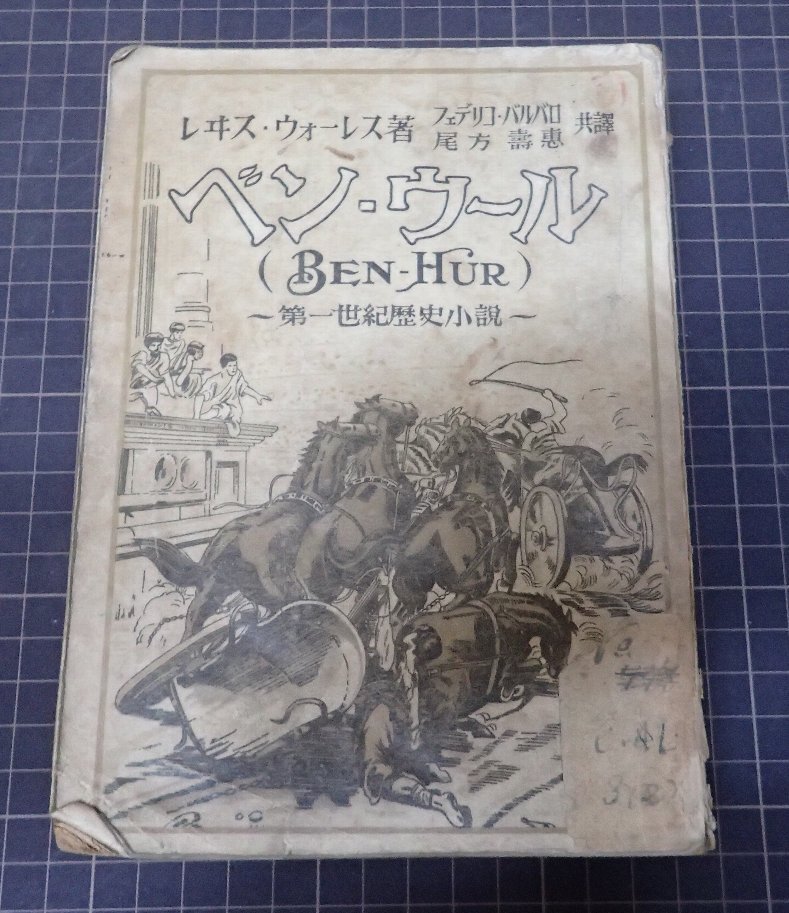 レヰス・ウォーレス著 フェデリコ・バルバロ 尾方壽惠 共譯
ベン・ウール
(BEN-HUR)
~第一世紀歷史小說~
No